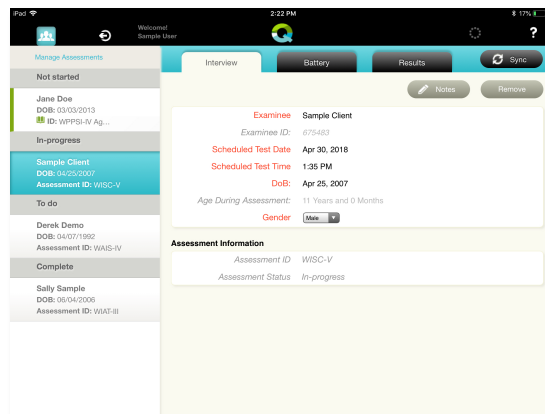 iPad 2:22 PM 17%
Welcome!
Sample User
?
Manage Assessments
Interview Battery Results Sync
Not started
Notes Remove
Jane Doe
DOB: 03/03/2013
ID: WPPSI-IV Ag...
In-progress
Sample Client
DOB: 04/25/2007
Assessment ID: WISC-V
To do
Derek Demo
DOB: 04/07/1992
Assessment ID: WAIS-IV
Complete
Sally Sample
DOB: 06/04/2006
Assessment ID: WIAT-III
Examinee Sample Client
Examinee ID: 675483
Scheduled Test Date Apr 30, 2018
Scheduled Test Time 1:35 PM
DoB: Apr 25, 2007
Age During Assessment: 11 Years and 0 Months
Gender Male
Assessment Information
Assessment ID WISC-V
Assessment Status In-progress